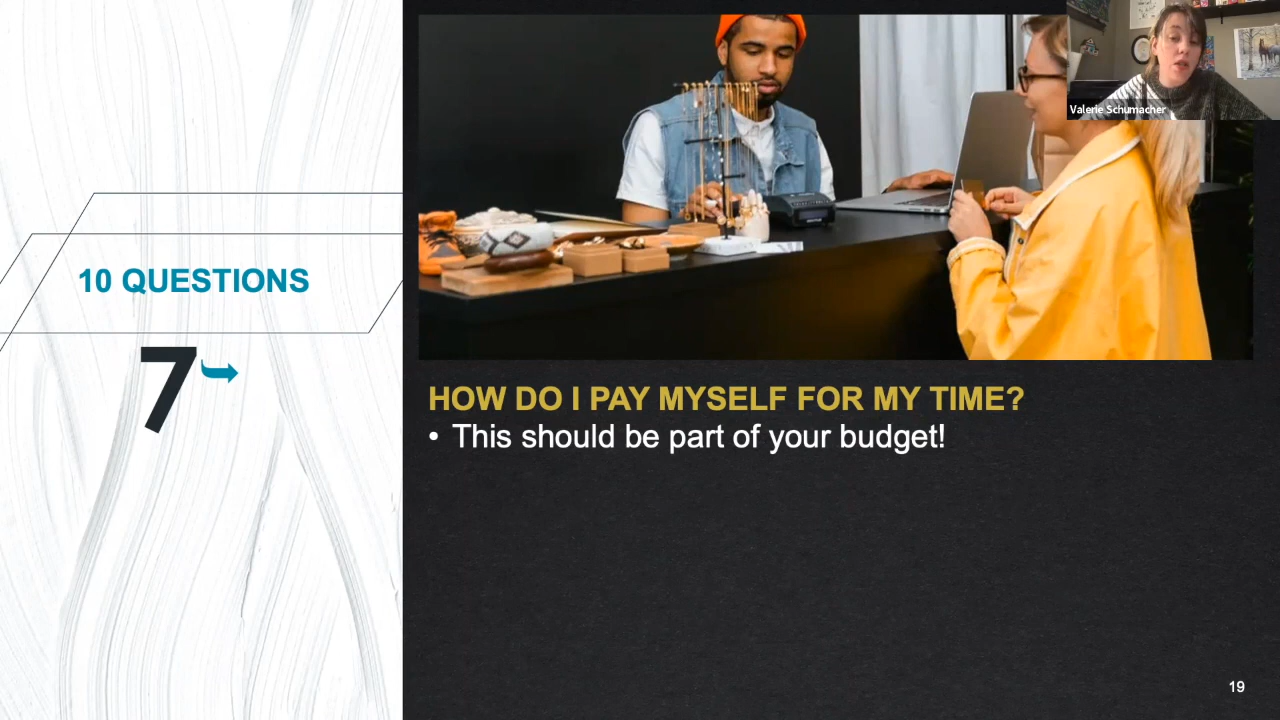 Valerie Schumacher
10 QUESTIONS
7
HOW DO I PAY MYSELF FOR MY TIME?
• This should be part of your budget!
19